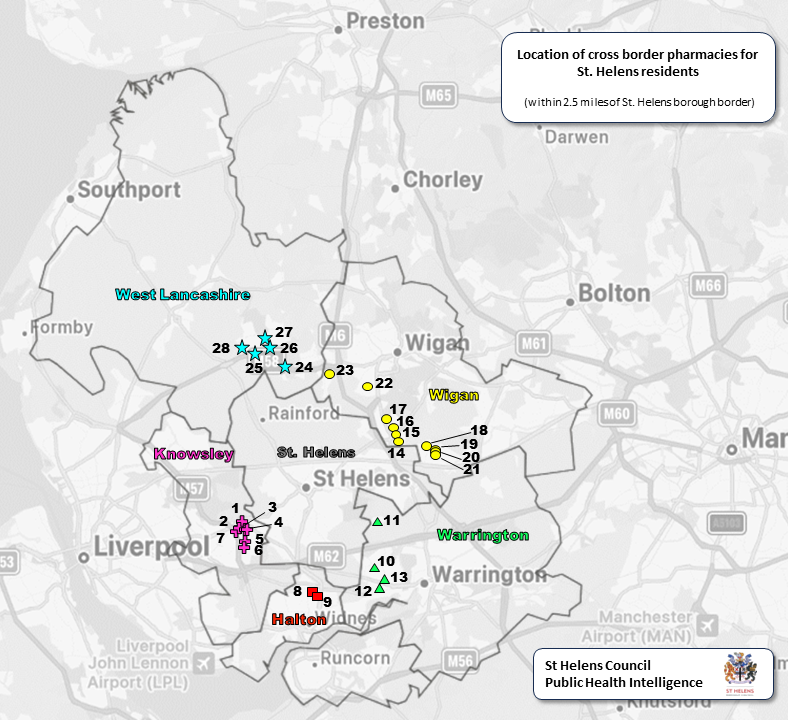 Preston
Location of cross border pharmacies for
St. Helens residents
(within 2.5 miles of St. Helens borough border)
M65
Darwen
Southport
Chorley
West Lancashire
Bolton
M66
Formby
27
28
26
25
24
M6
Wigan
M61
23
22
Wigan
Rainford
17
16
15
14
18
19
20
21
M60
Man
Knowsley
St. Helens
St Helens
M57
1
2
3
4
5
6
7
11
Warrington
A5103
53
Liverpool
M62
10
13
12
Warrington
8
9
Halton
Widnes
Manchester
Airport (MAN)
Liverpool
John Lennon
Airport (LPL)
Runcorn
M56
St Helens Council
Public Health Intelligence
ST HELENS
Knutsford